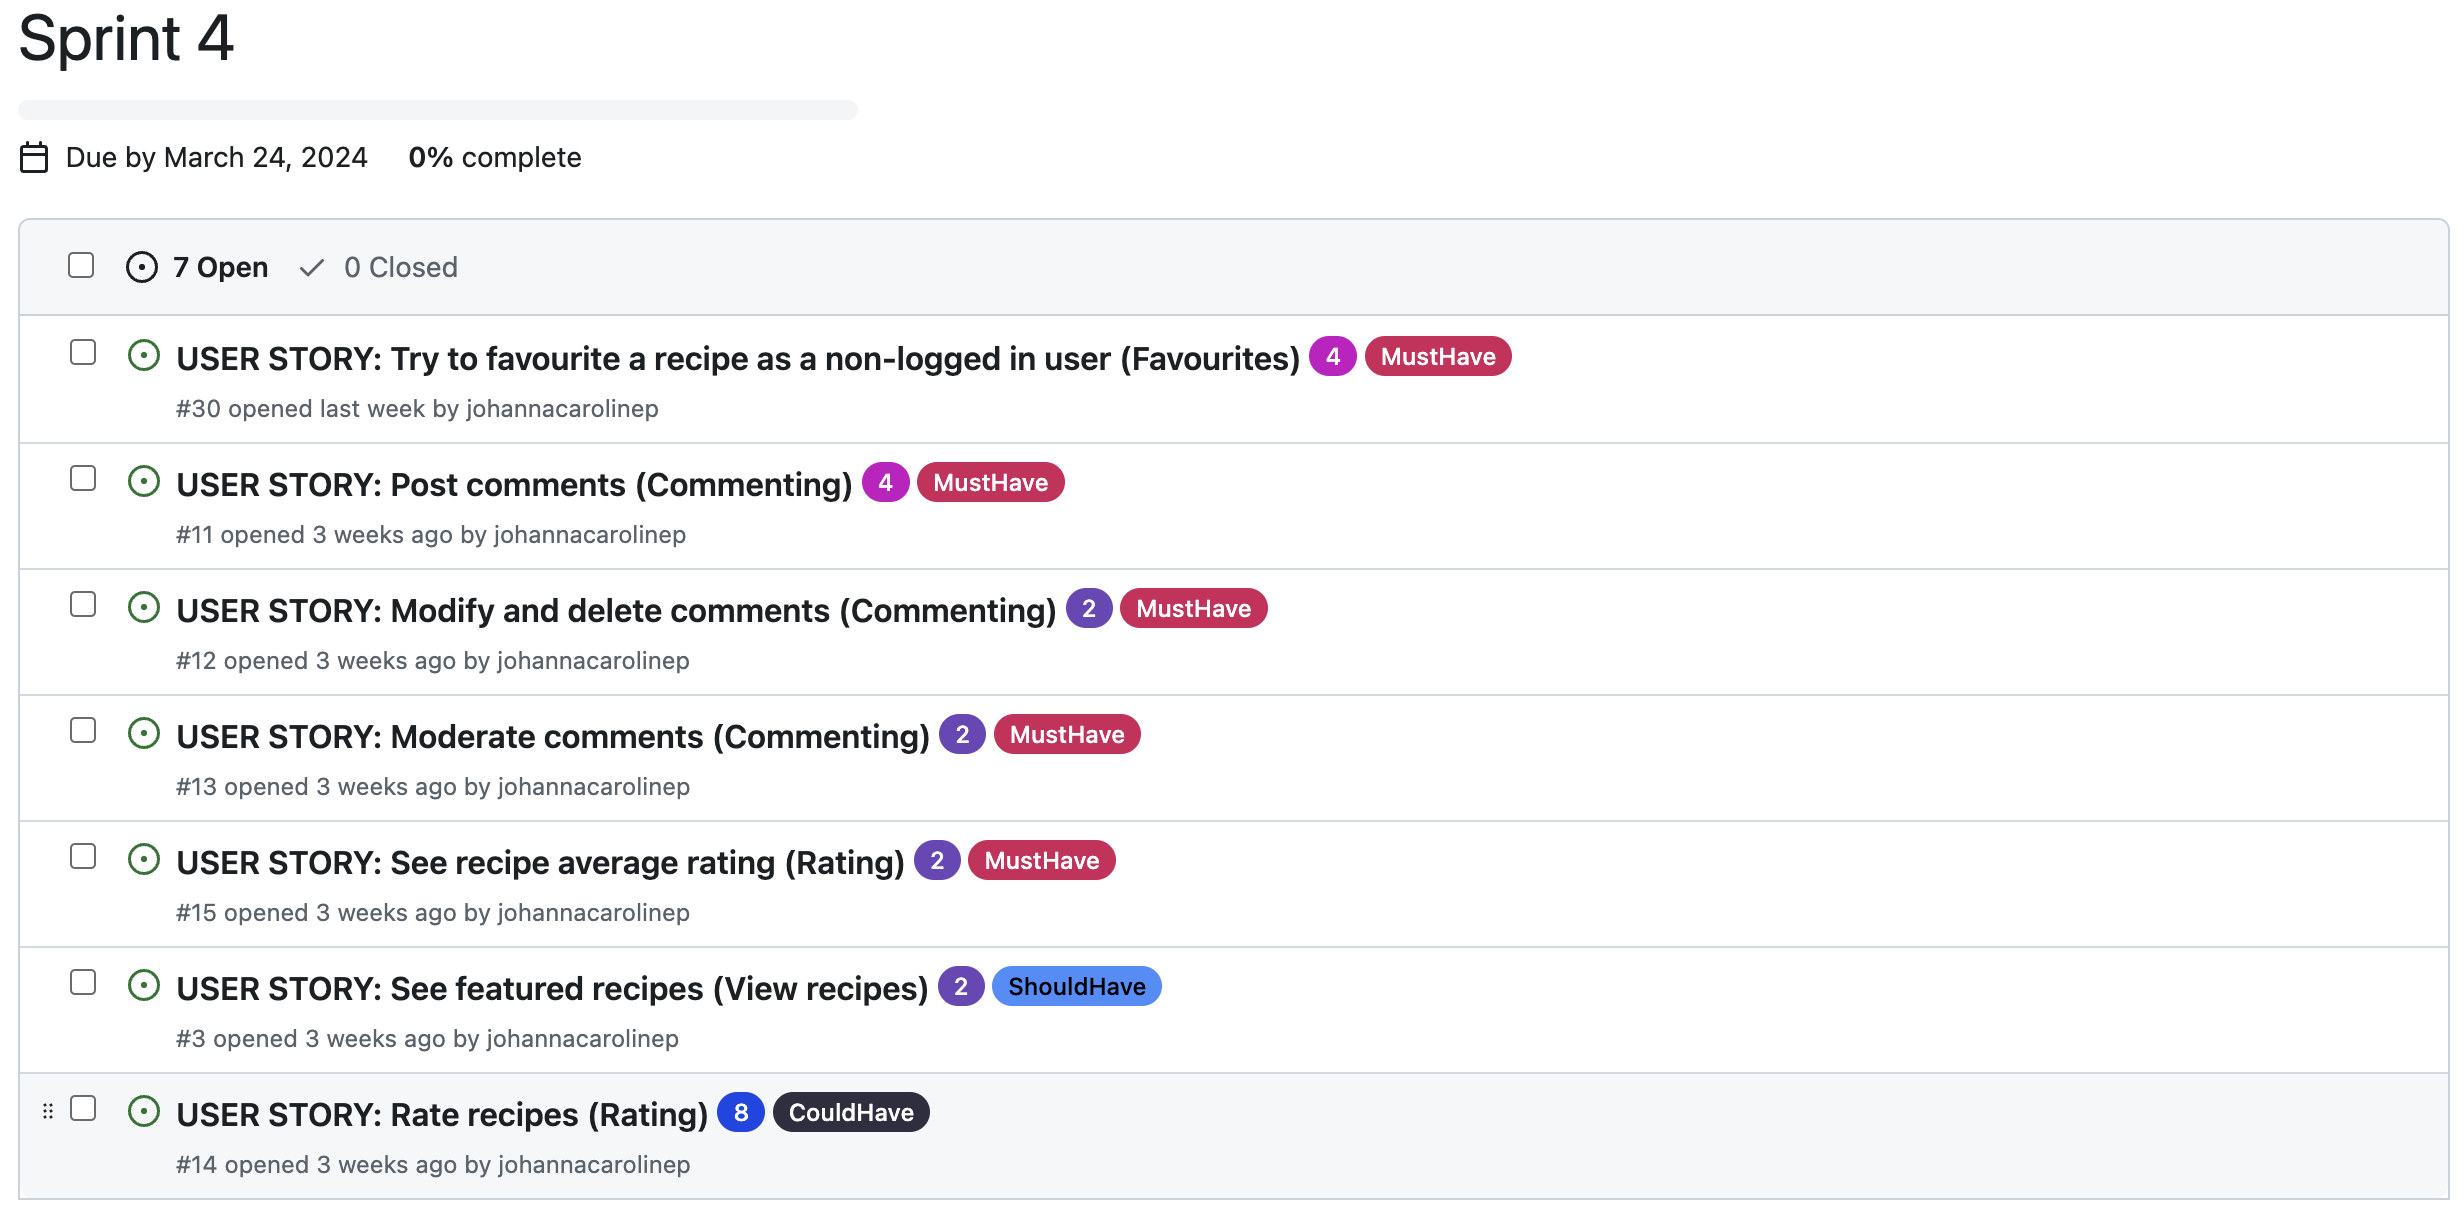 Sprint 4
Due by March 24, 2024 0% complete
7 Open 0 Closed
USER STORY: Try to favourite a recipe as a non-logged in user (Favourites) 4 MustHave
#30 opened last week by johannacarolinep
USER STORY: Post comments (Commenting) 4 MustHave
#11 opened 3 weeks ago by johannacarolinep
USER STORY: Modify and delete comments (Commenting) 2 MustHave
#12 opened 3 weeks ago by johannacarolinep
USER STORY: Moderate comments (Commenting) 2 MustHave
#13 opened 3 weeks ago by johannacarolinep
USER STORY: See recipe average rating (Rating) 2 MustHave
#15 opened 3 weeks ago by johannacarolinep
USER STORY: See featured recipes (View recipes) 2 ShouldHave
#3 opened 3 weeks ago by johannacarolinep
USER STORY: Rate recipes (Rating) 8 CouldHave
#14 opened 3 weeks ago by johannacarolinep